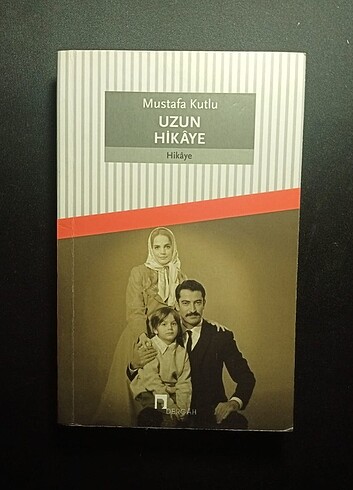 Mustafa Kutlu
UZUN
HİKÂYE
Hikâye
DERGÂH